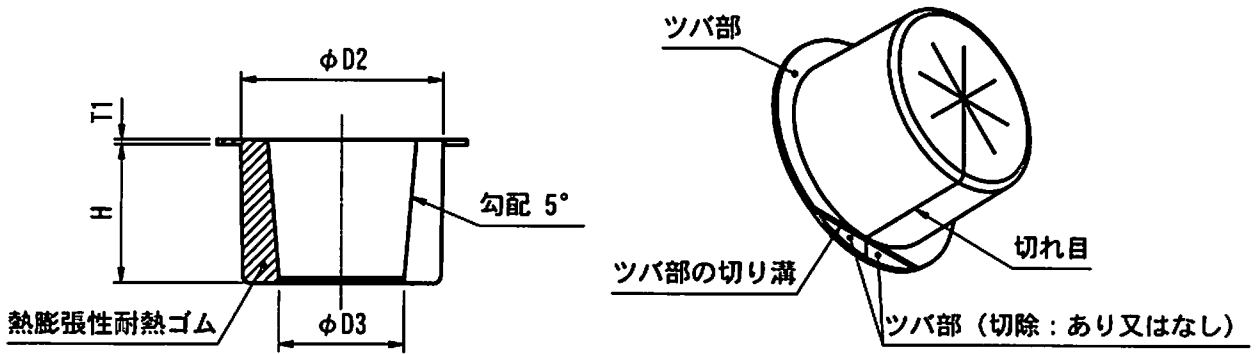 φD2
T1
H
勾配 5°
熱膨張性耐熱ゴム
φD3
ツバ部
切れ目
ツバ部の切り溝
ツバ部（切除：あり又はなし）